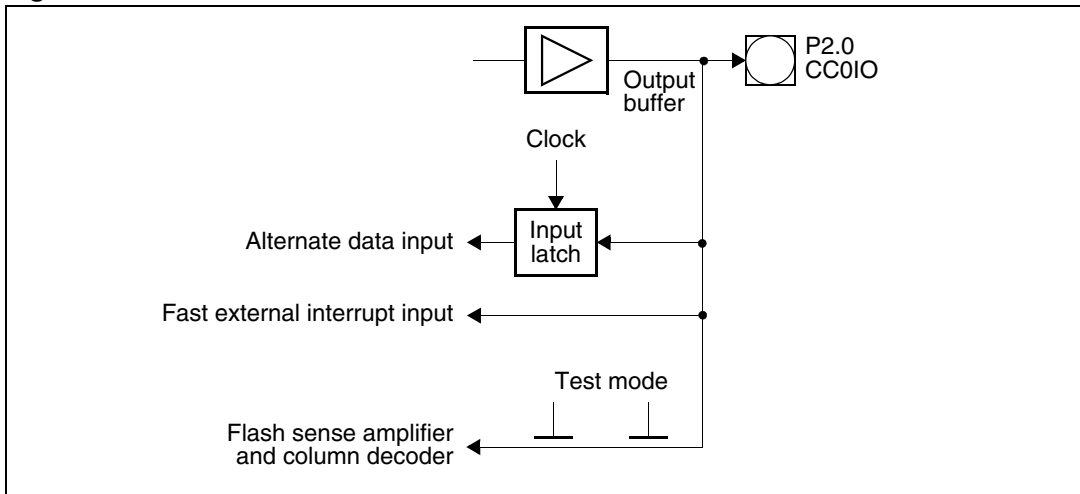 P2.0
CC0IO
Output
buffer
Clock
Input
latch
Alternate data input
Fast external interrupt input
Test mode
Flash sense amplifier
and column decoder